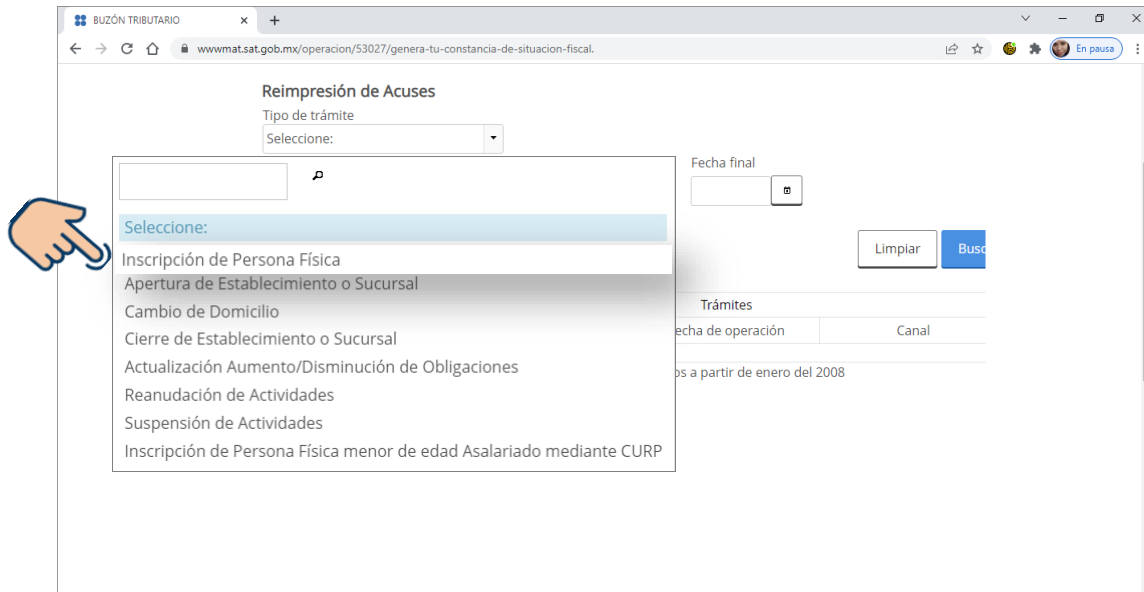 BUZÓN TRIBUTARIO
wwwmat.sat.gob.mx/operacion/53027/genera-tu-constancia-de-situacion-fiscal.
En pausa
Reimpresión de Acuses
Tipo de trámite
Seleccione:
Fecha final
Seleccione:
Inscripción de Persona Física
Limpiar Busc
Apertura de Establecimiento o Sucursal
Trámites
Cambio de Domicilio
echa de operación Canal
Cierre de Establecimiento o Sucursal
Actualización Aumento/Disminución de Obligaciones
os a partir de enero del 2008
Reanudación de Actividades
Suspensión de Actividades
Inscripción de Persona Física menor de edad Asalariado mediante CURP